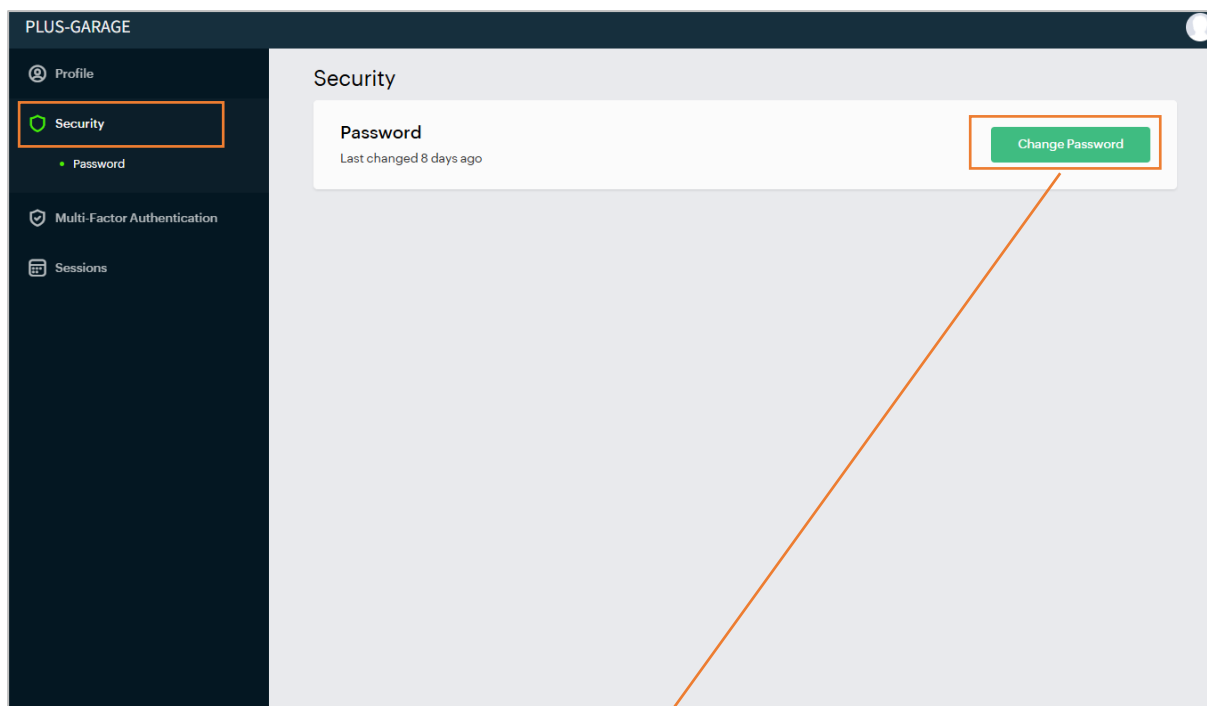 PLUS-GARAGE
Profile
Security
Password
Multi-Factor Authentication
Sessions
Security
Password
Last changed 8 days ago
Change Password